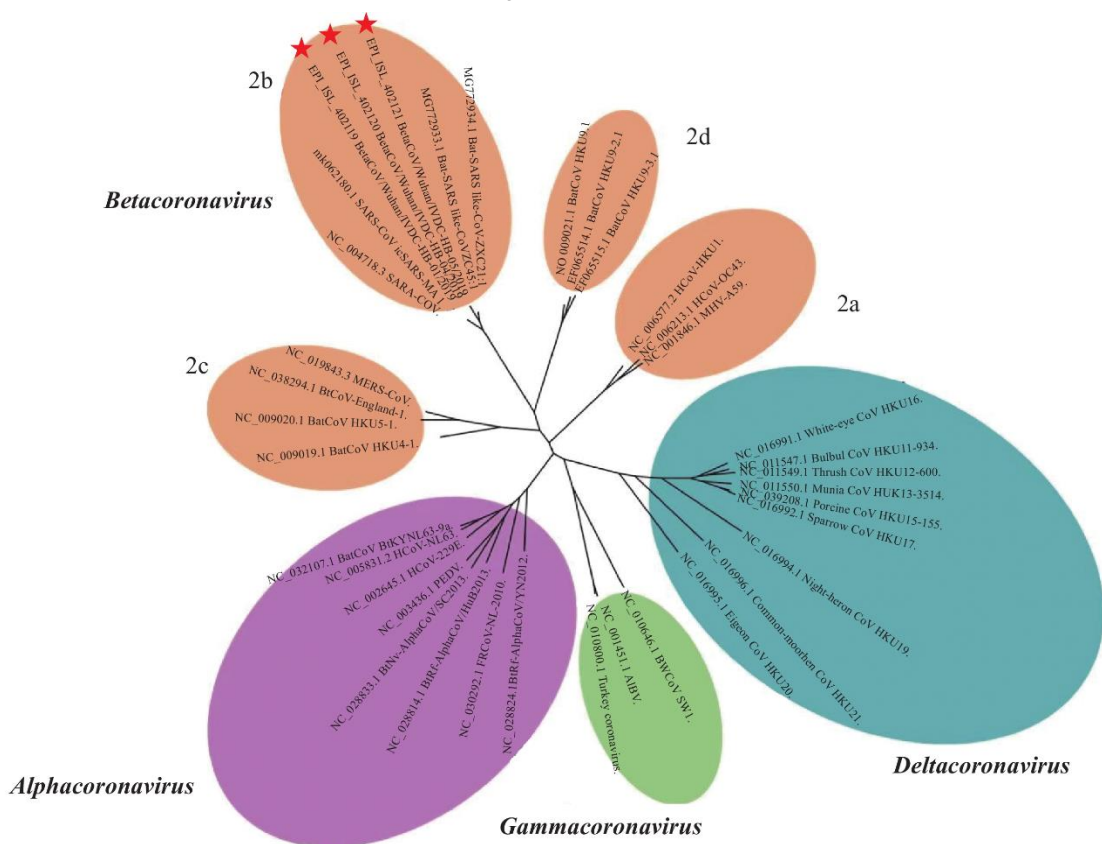 2b
EPI_ISL_402119 BetaCoV/Wuhan/IVDC-HB-01/2019
EPI_ISL_402120 BetaCoV/Wuhan/IVDC-HB-04/2019
EPI_ISL_402121 BetaCoV/Wuhan/IVDC-HB-05/2019
MG772933.1 Bat-SARS like-CoVZC45.1
MG772934.1 Bat-SARS like-CoV-ZXC21.1
mk062180.1 SARS-CoV icSARS-MA
NC_004718.3 SARA-COV.
Betacoronavirus
2d
NO_009021.1 BatCoV HKU9.1
EF065514.1 BatCoV HKU9-2.1
EF065515.1 BatCoV HKU9-3.1
2a
NC_006577.2 HCoV-HKU1.
NC_006213.1 HCoV-OC43.
NC_001846.1 MHV-A59.
2c
NC_019843.3 MERS-CoV.
NC_038294.1 BtCoV-England-1.
NC_009020.1 BatCoV HKU5-1.
NC_009019.1 BatCoV HKU4-1.
NC_016991.1 White-eye CoV HKU16.
NC_011547.1 Bulbul CoV HKU11-934.
NC_011549.1 Thrush CoV HKU12-600.
NC_011550.1 Munia CoV HUK13-3514.
NC_039208.1 Porcine CoV HKU15-155.
NC_016992.1 Sparrow CoV HKU17.
NC_016994.1 Night-heron CoV HKU19.
NC_016996.1 Common-moorhen CoV HKU21.
NC_016995.1 Eigeon CoV HKU20
Deltacoronavirus
NC_032107.1 BatCoV BtKYNL63-9a.
NC_005831.2 HCoV-NL63.
NC_002645.1 HCoV-229E.
NC_003436.1 PEDV.
NC_028833.1 BtNv-AlphaCoV/SC2013.
NC_028814.1 BtRf-AlphaCoV/HuB2013.
NC_030292.1 FRCoV-NL-2010.
NC_028824.1BtRf-AlphaCoV/YN2012.
Alphacoronavirus
NC_010646.1 BWCoV SW1.
NC_001451.1 AIBV.
NC_010800.1 Turkey coronavirus.
Gammacoronavirus